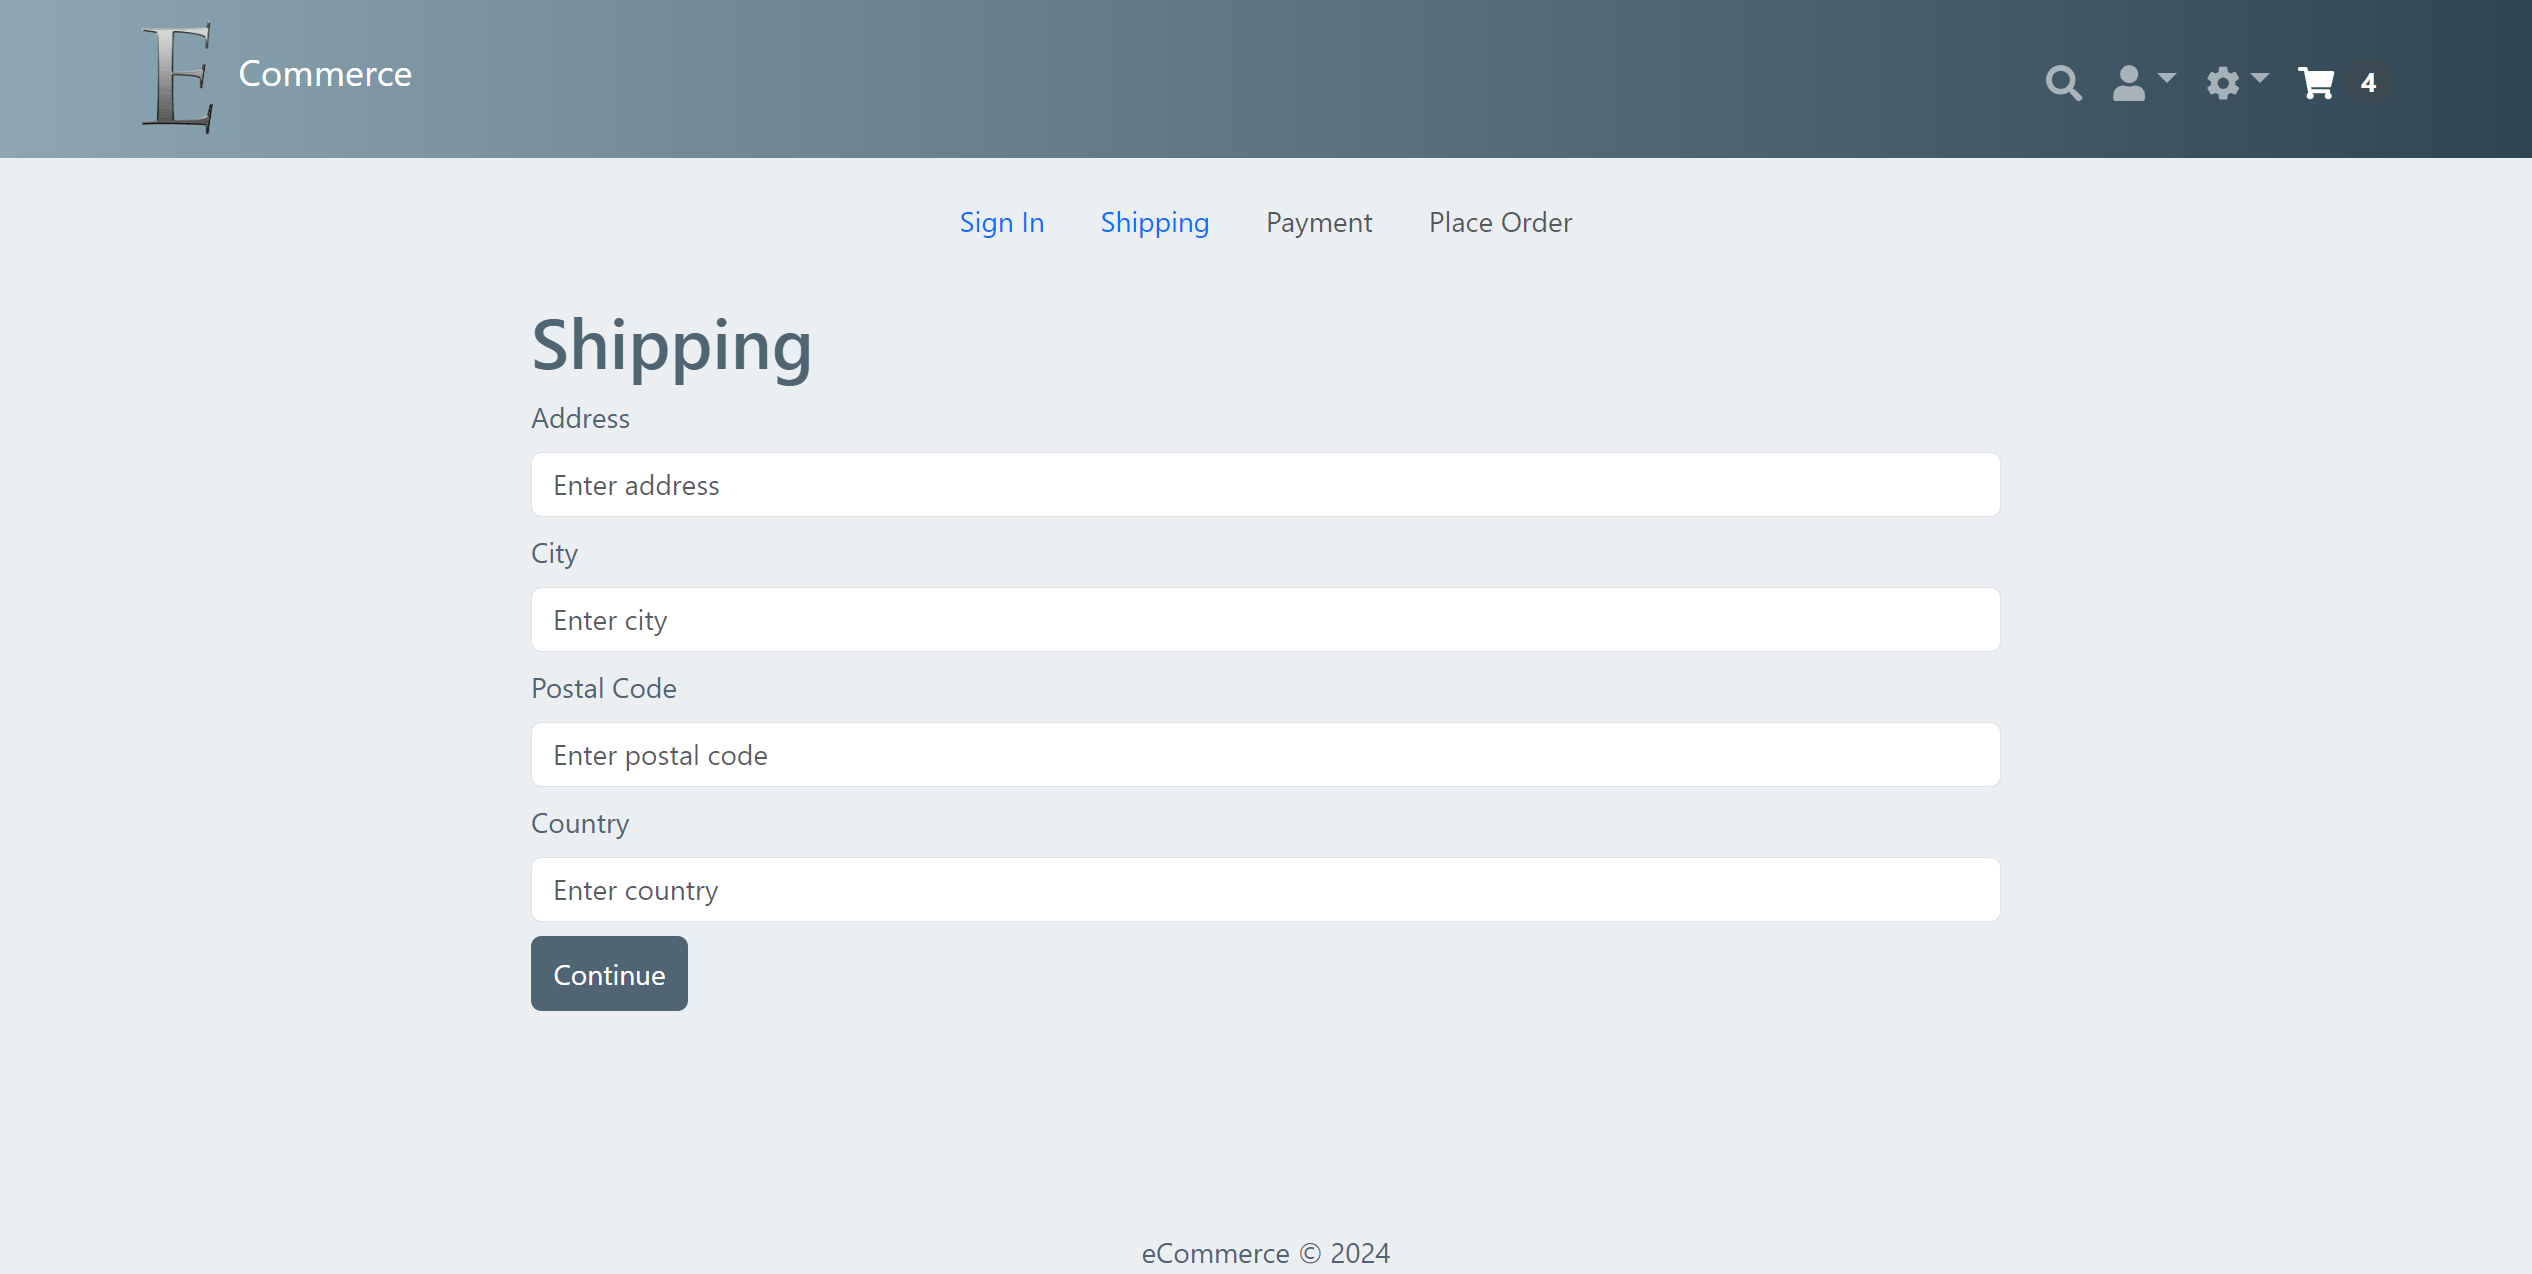 E Commerce 4
Sign In Shipping Payment Place Order
Shipping
Address
Enter address
City
Enter city
Postal Code
Enter postal code
Country
Enter country
Continue
eCommerce © 2024